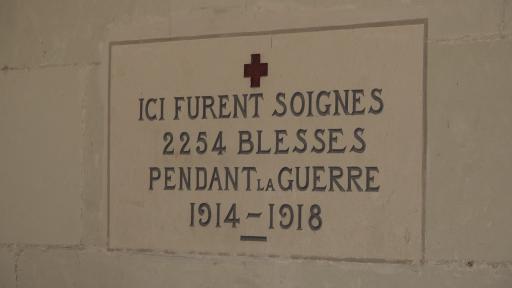 ICI FURENT SOIGNES
2254 BLESSES
PENDANT LA GUERRE
1914-1918